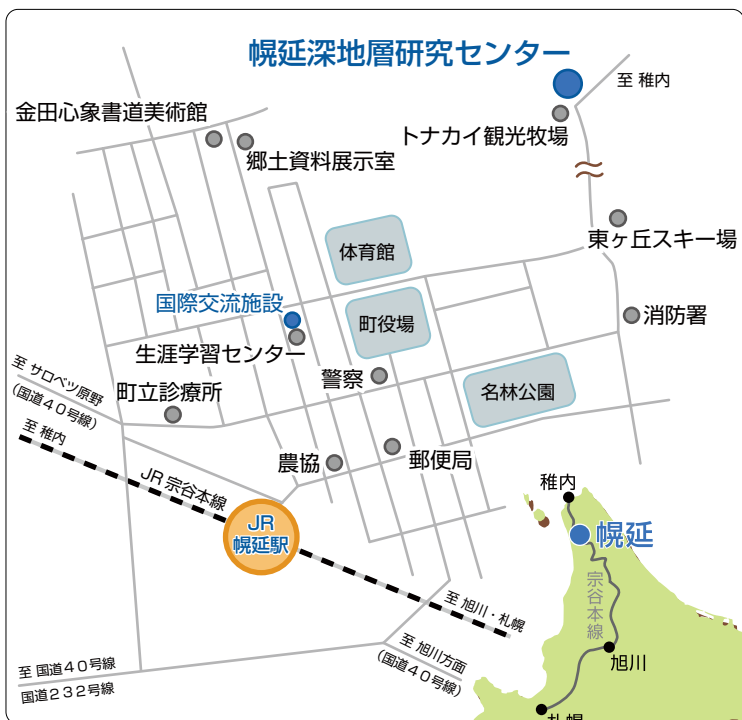 幌延深地層研究センター
至 稚内
金田心象書道美術館
トナカイ観光牧場
郷土資料展示室
東ヶ丘スキー場
体育館
国際交流施設
町役場
消防署
生涯学習センター
至 サロベツ原野
(国道40号線)
町立診療所
警察
名林公園
至 稚内
農協
郵便局
JR 宗谷本線
稚内
JR
幌延駅
幌延
宗谷本線
至 旭川・札幌
至 旭川方面
(国道40号線)
旭川
至 国道40号線
国道232号線
札幌